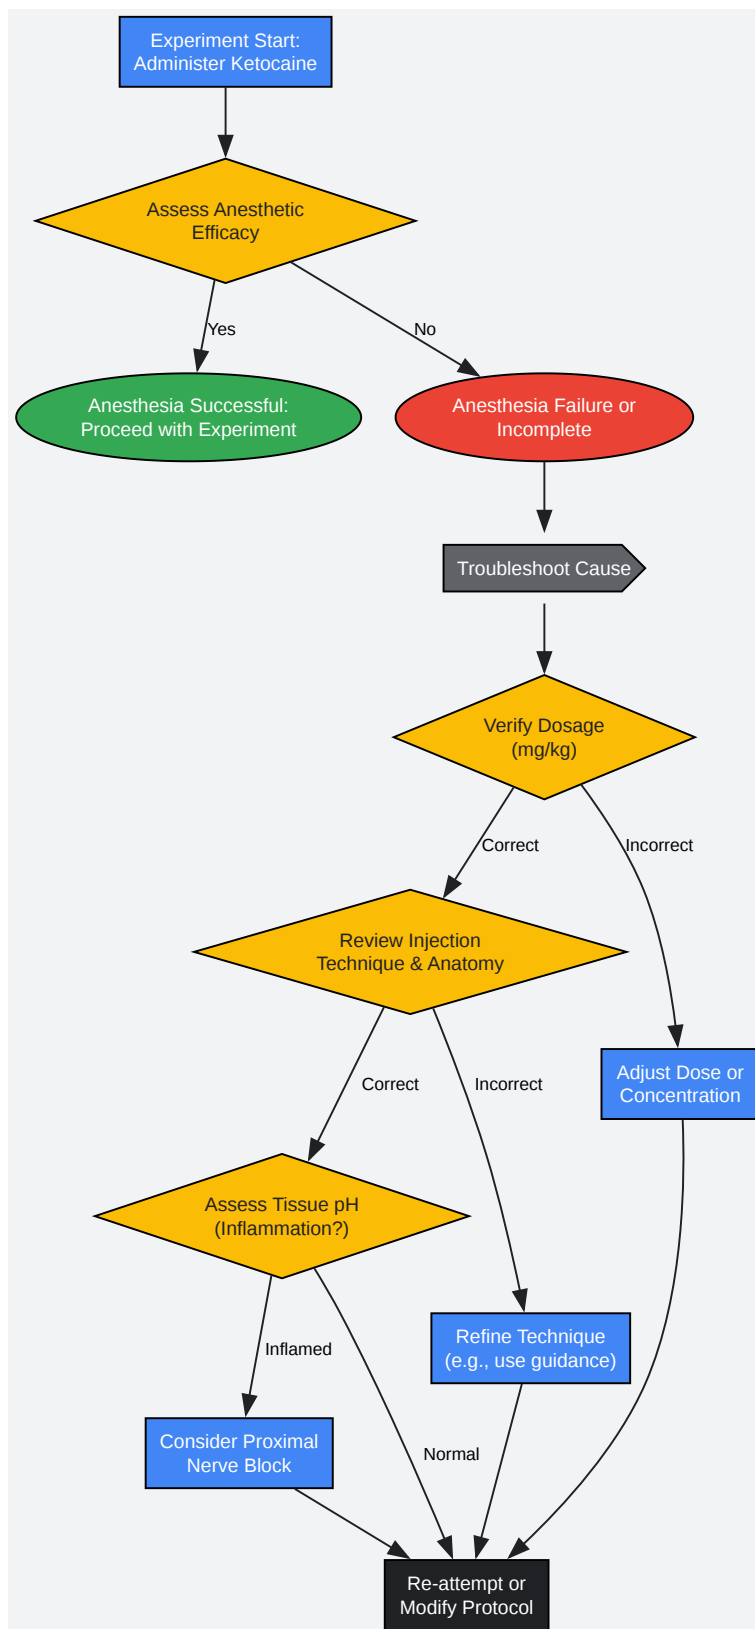 Experiment Start:
Administer Ketocaine
Assess Anesthetic
Efficacy
Yes
No
Anesthesia Successful:
Proceed with Experiment
Anesthesia Failure or
Incomplete
Troubleshoot Cause
Verify Dosage
(mg/kg)
Correct
Incorrect
Review Injection
Technique & Anatomy
Adjust Dose or
Concentration
Correct
Incorrect
Assess Tissue pH
(Inflammation?)
Inflamed
Refine Technique
(e.g., use guidance)
Consider Proximal
Nerve Block
Normal
Re-attempt or
Modify Protocol